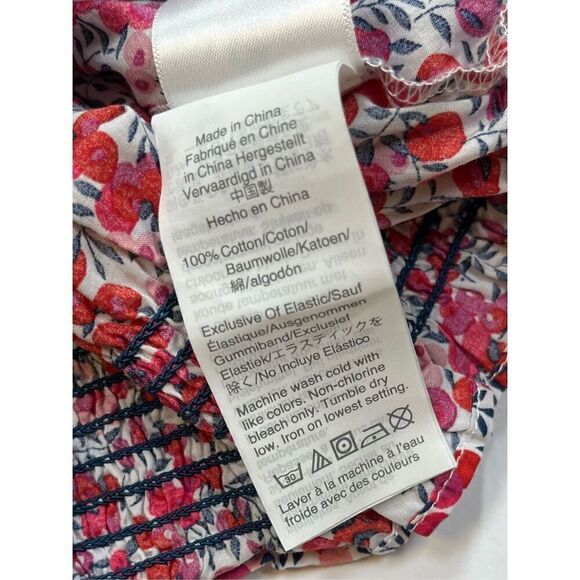 Made in China
Fabriqué en Chine
in China Hergestellt
Vervaardigd in China
中国製
Hecho en China
100% Cotton/Coton/
Baumwolle/Katoen/
綿/algodón
Exclusive Of Elastic/Sauf
Élastique/Ausgenommen
Gummiband/Exclusief
Elastiek/エラスティックを
除く/No Incluye Elástico
Machine wash cold with
like colors. Non-chlorine
bleach only. Tumble dry
low. Iron on lowest setting.
30
Laver à la machine à l'eau
froide avec des couleurs